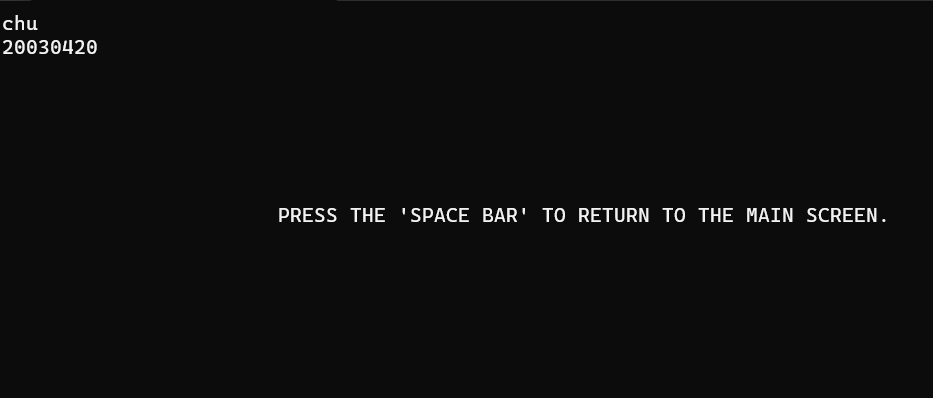 chu
20030420
PRESS THE 'SPACE BAR' TO RETURN TO THE MAIN SCREEN.